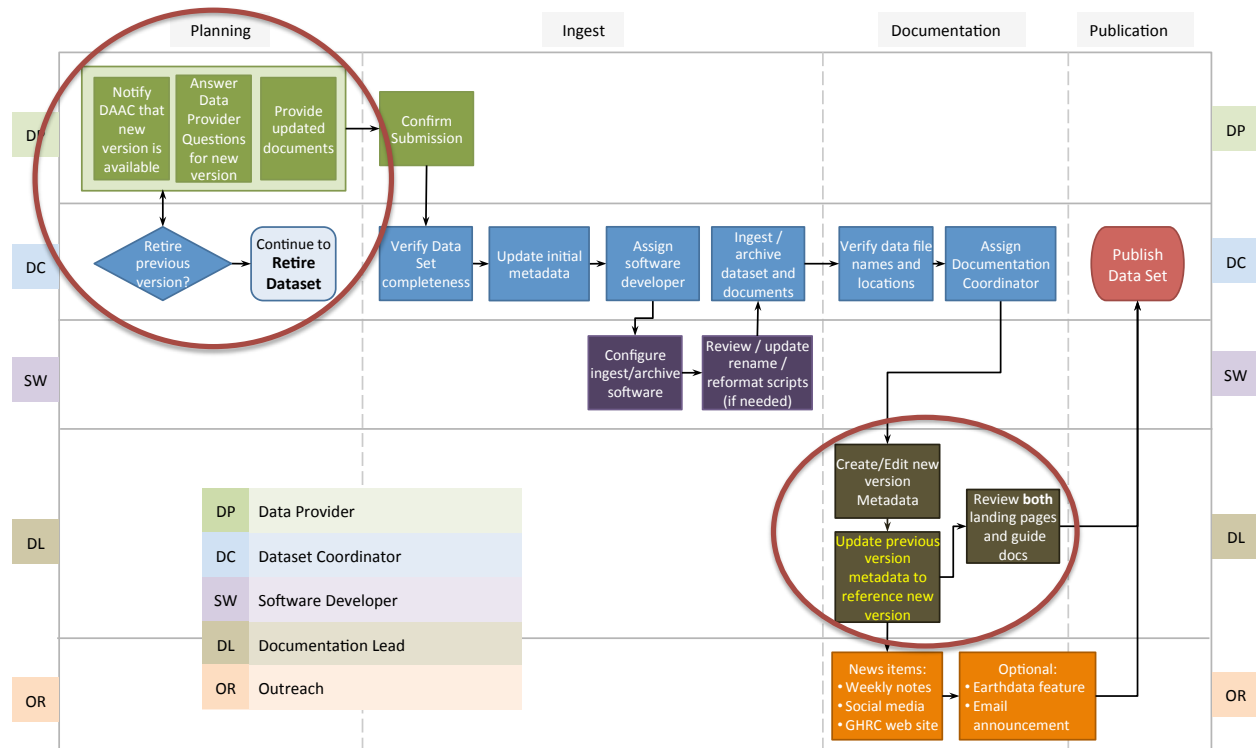 Planning
Ingest
Documentation
Publication
DP
Notify
DAAC that
new
version is
available
Answer
Data
Provider
Questions
for new
version
Provide
updated
documents
Confirm
Submission
DP
DC
Retire
previous
version?
Continue to
Retire
Dataset
Verify Data
Set
completeness
Update initial
metadata
Assign
software
developer
Ingest /
archive
dataset and
documents
Verify data file
names and
locations
Assign
Documentation
Coordinator
Publish
Data Set
DC
SW
Configure
ingest/archive
software
Review / update
rename /
reformat scripts
(if needed)
SW
DL
Create/Edit new
version
Metadata
Update previous
version
metadata to
reference new
version
Review both
landing pages
and guide
docs
DL
DP Data Provider
DC Dataset Coordinator
SW Software Developer
DL Documentation Lead
OR Outreach
OR
News items:
• Weekly notes
• Social media
• GHRC web site
Optional:
• Earthdata feature
• Email
announcement
OR